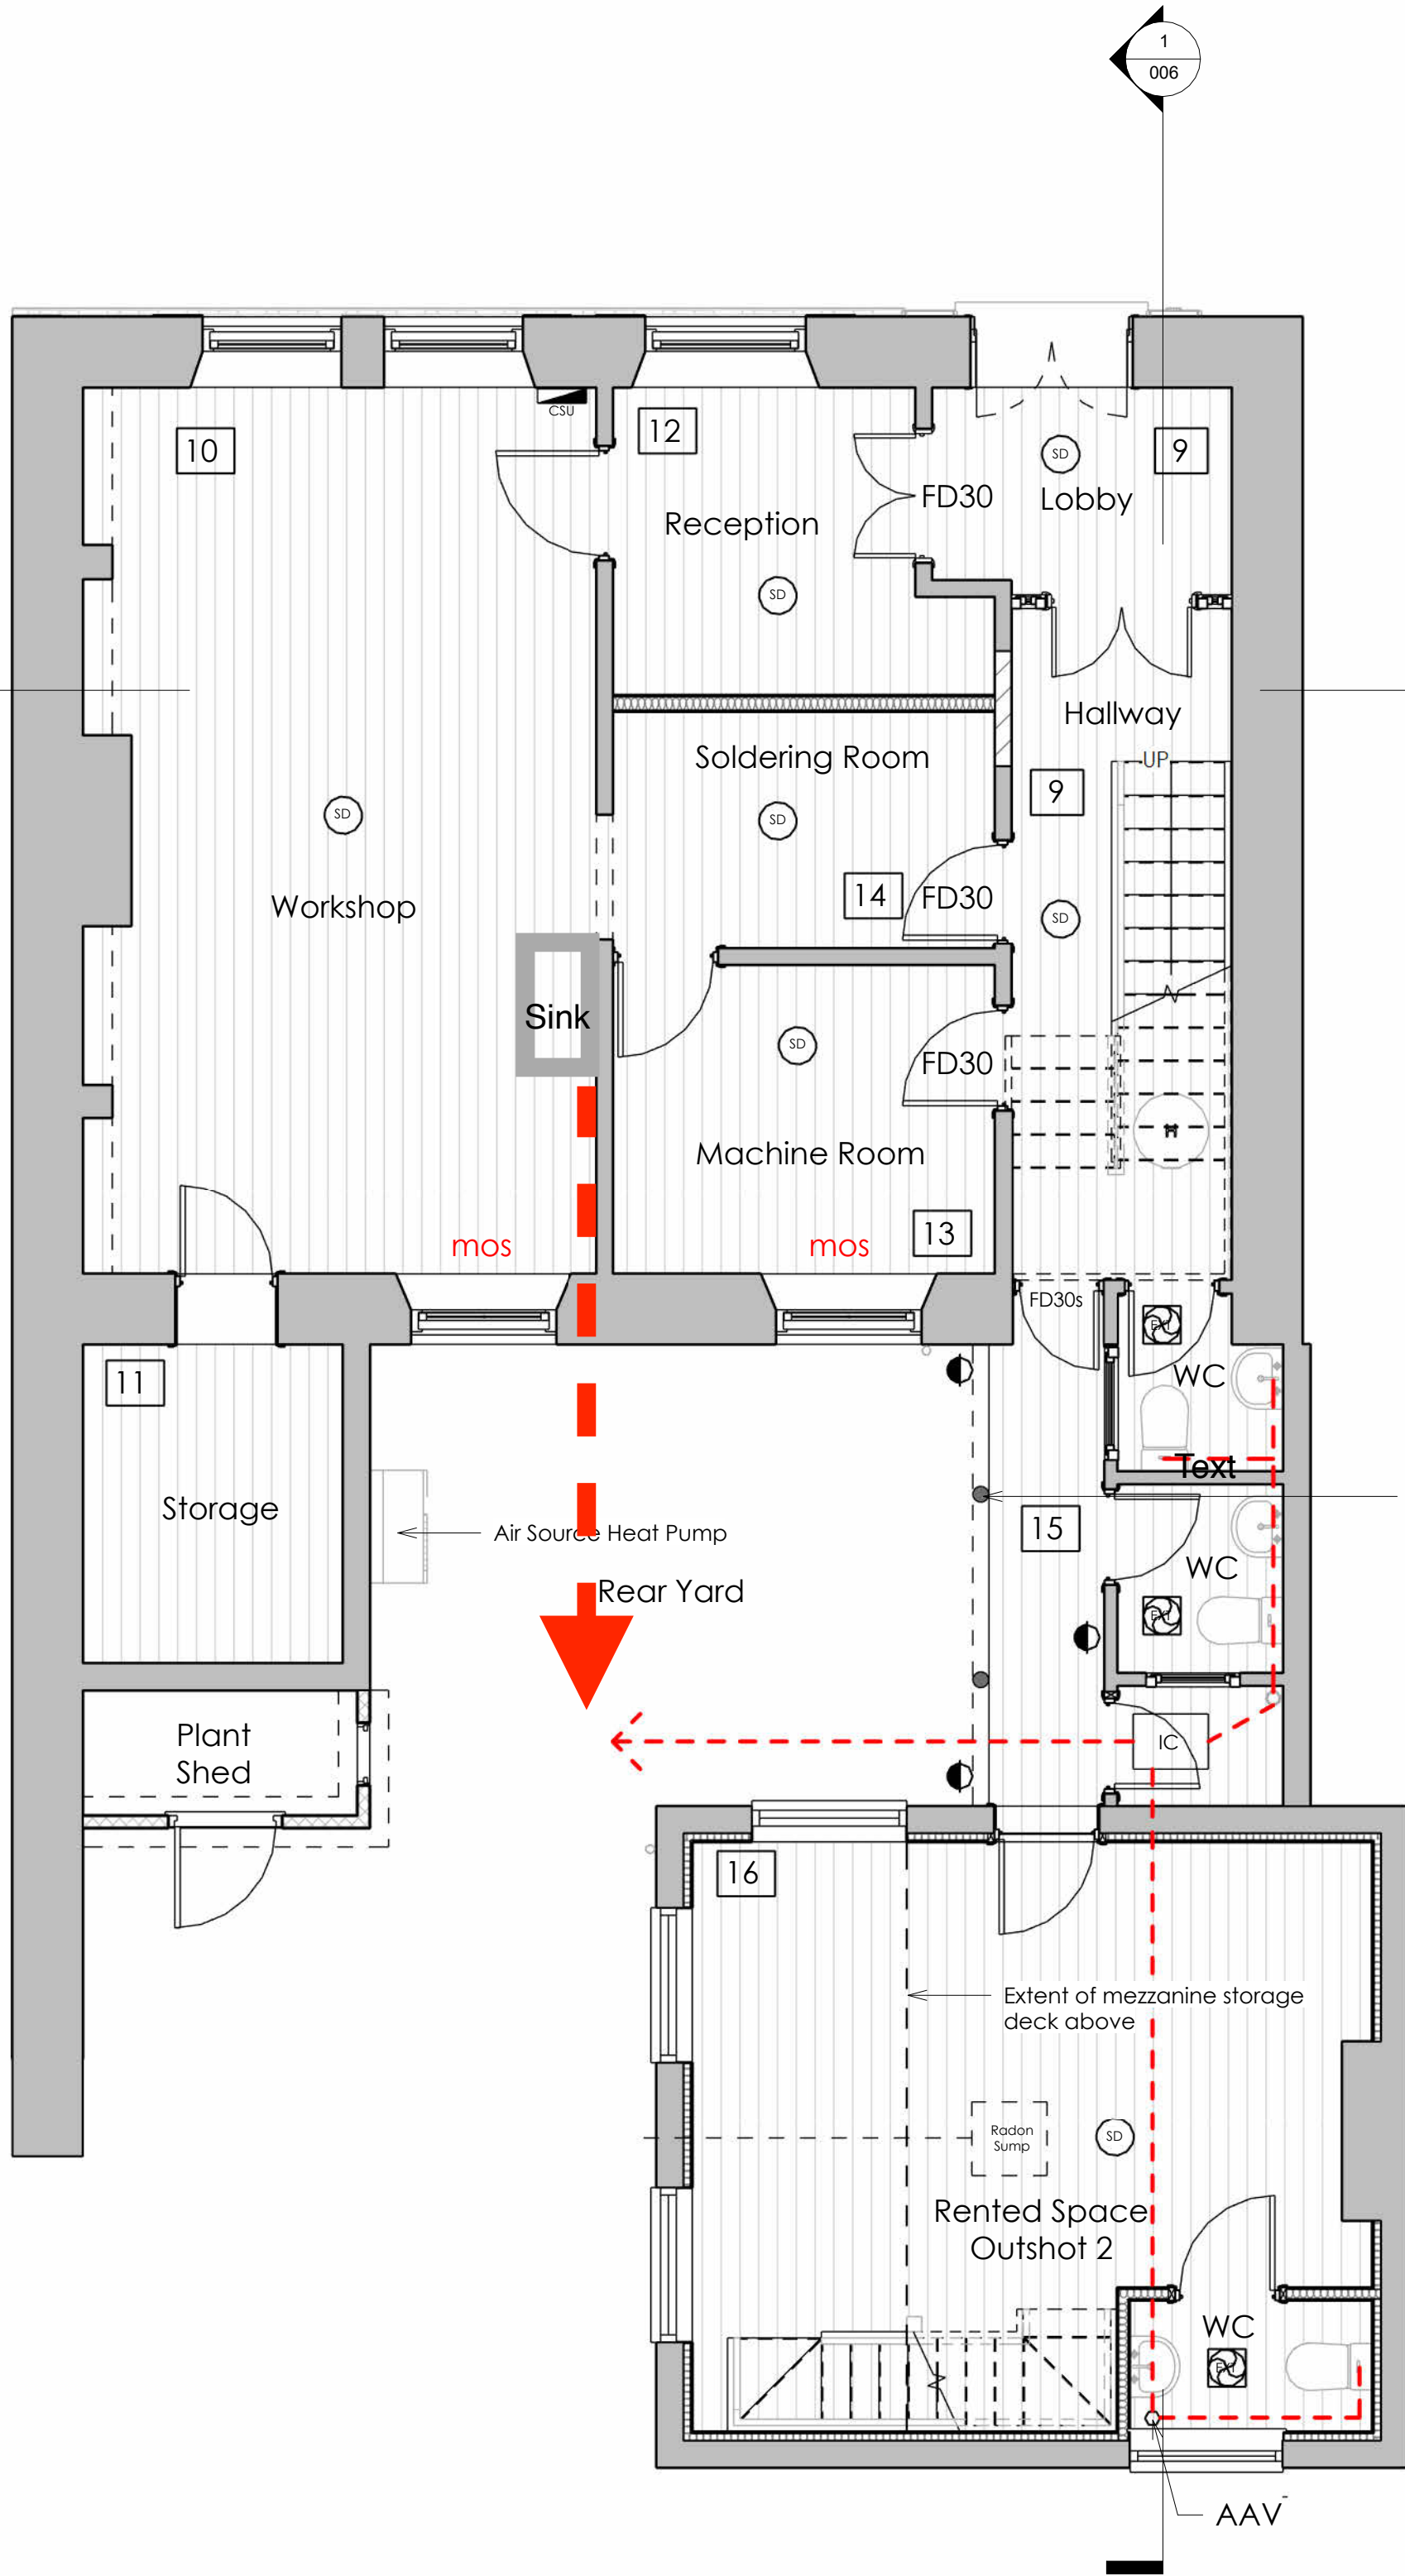 1
006
CSU
10
12
SD
9
FD30
Lobby
Reception
SD
Hallway
Soldering Room
UP
9
SD
SD
14
FD30
SD
Workshop
Sink
SD
FD30
H
Machine Room
13
mos
mos
FD30s
EXT
WC
11
Text
Storage
15
Air Source Heat Pump
WC
Rear Yard
EXT
Plant
Shed
IC
16
Extent of mezzanine storage
deck above
Radon
Sump
SD
Rented Space
Outshot 2
WC
EXT
AAV